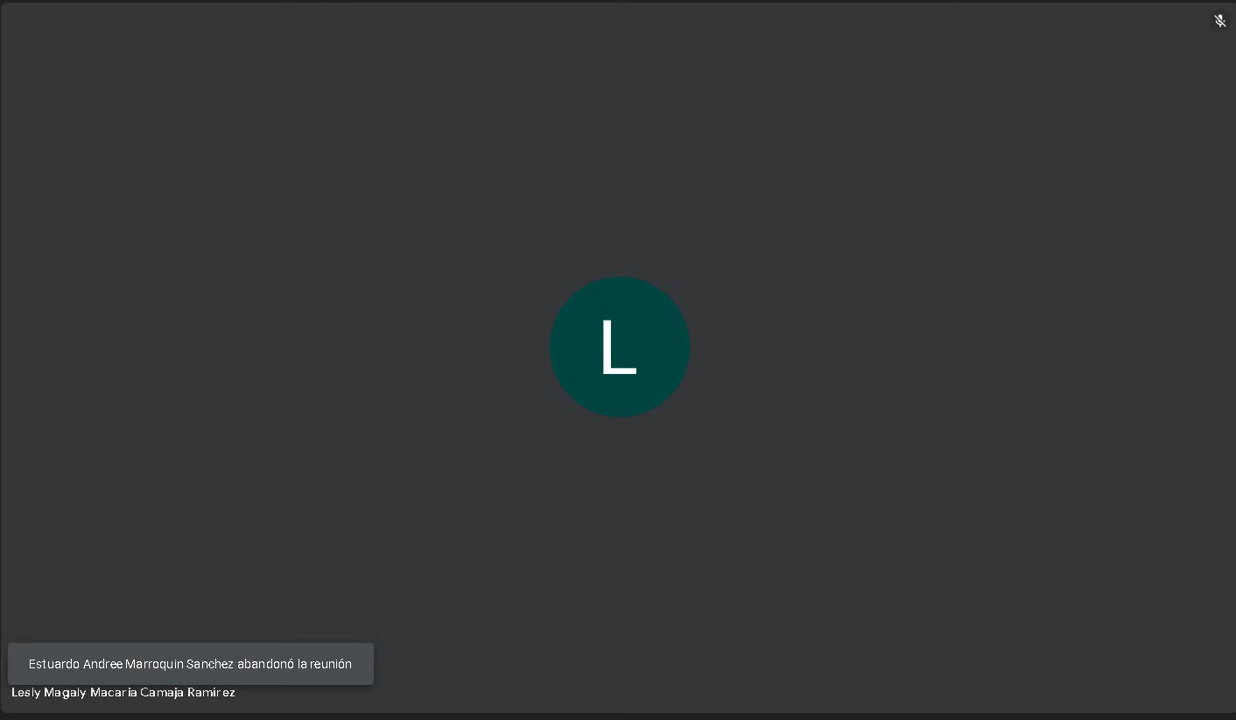 L
Estuardo Andree Marroquin Sanchez abandonó la reunión
Lesly Magaly Macaria Camaja Ramirez